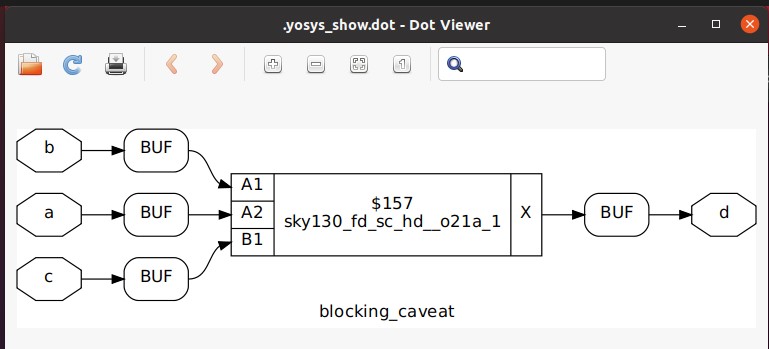 .yosys_show.dot - Dot Viewer
b BUF
A1
a BUF A2 $157 X BUF d
sky130_fd_sc_hd__o21a_1
B1
c BUF
blocking_caveat